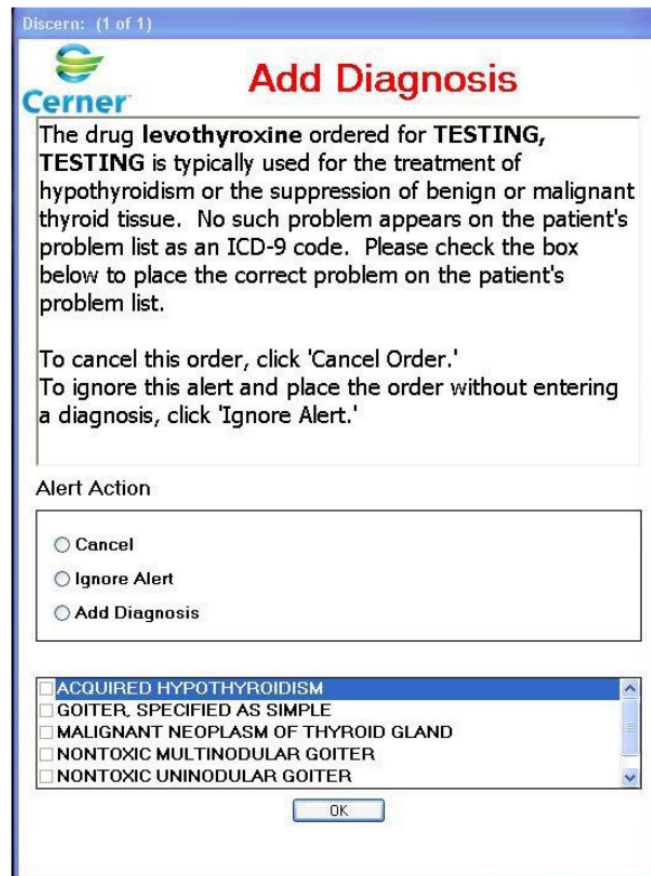 Discern: (1 of 1)
Cerner
Add Diagnosis
The drug levothyroxine ordered for TESTING,
TESTING is typically used for the treatment of
hypothyroidism or the suppression of benign or malignant
thyroid tissue. No such problem appears on the patient's
problem list as an ICD-9 code. Please check the box
below to place the correct problem on the patient's
problem list.
To cancel this order, click 'Cancel Order.'
To ignore this alert and place the order without entering
a diagnosis, click 'Ignore Alert.'
Alert Action
Cancel
Ignore Alert
Add Diagnosis
ACQUIRED HYPOTHYROIDISM
GOITER, SPECIFIED AS SIMPLE
MALIGNANT NEOPLASM OF THYROID GLAND
NONTOXIC MULTINODULAR GOITER
NONTOXIC UNINODULAR GOITER
OK